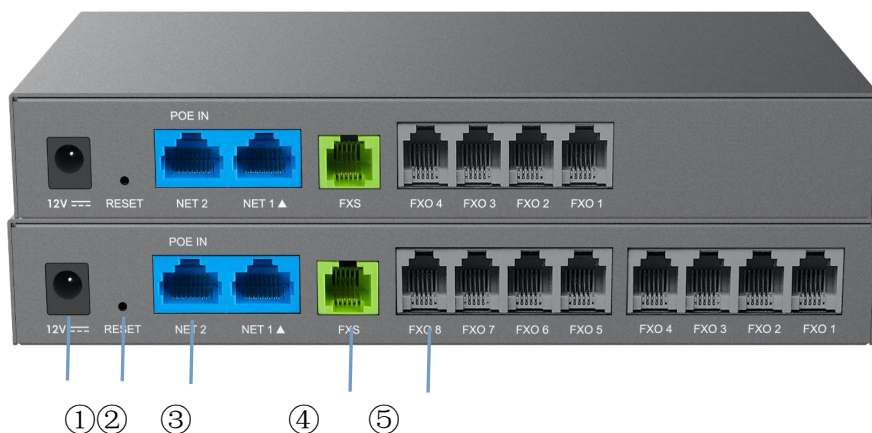 POE IN
12V RESET NET 2 NET 1▲ FXS FXO 4 FXO 3 FXO 2 FXO 1
POE IN
12V RESET NET 2 NET 1▲ FXS FXO 8 FXO 7 FXO 6 FXO 5 FXO 4 FXO 3 FXO 2 FXO 1
①② ③ ④ ⑤